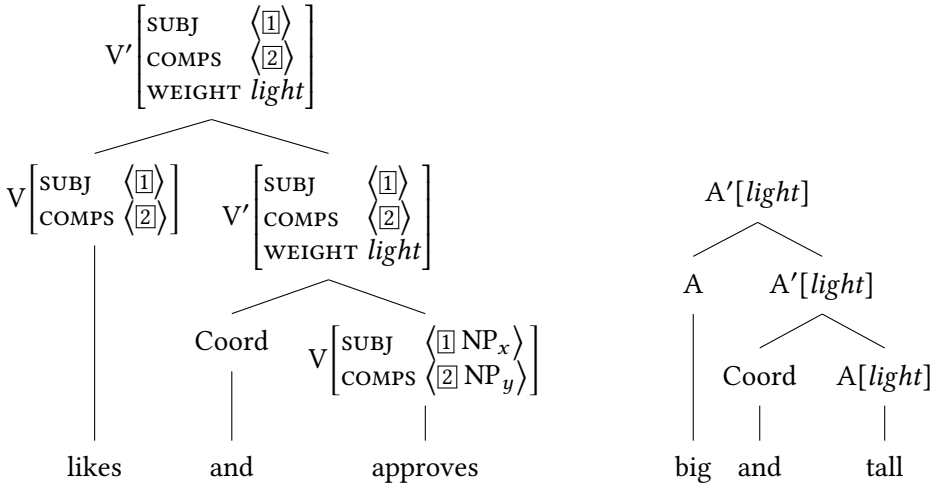 V′ [SUBJ ⟨[1]⟩
COMPS ⟨[2]⟩
WEIGHT light]
V [SUBJ ⟨[1]⟩
COMPS ⟨[2]⟩]
V′ [SUBJ ⟨[1]⟩
COMPS ⟨[2]⟩
WEIGHT light]
Coord
V [SUBJ ⟨[1] NPx⟩
COMPS ⟨[2] NPy⟩]
likes and approves
A′[light]
A A′[light]
Coord A[light]
big and tall